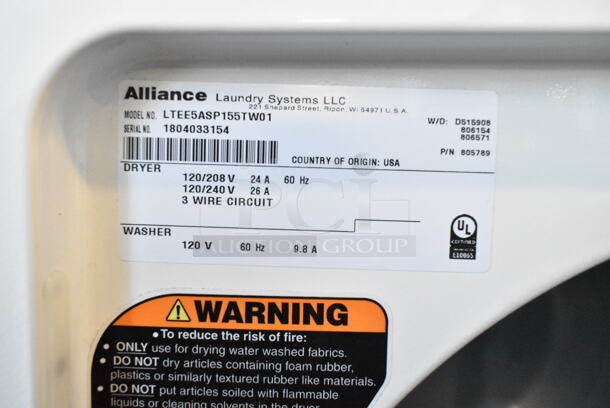 Alliance Laundry Systems LLC
221 Shepard Street, Ripon, WI 54971 U.S.A.
MODEL NO. LTEE5ASP155TW01
W/D: D515908
SERIAL NO. 1804033154
806154
806571
P/N 805789
COUNTRY OF ORIGIN: USA
DRYER
120/208 V 24 A 60 Hz
120/240 V 26 A
3 WIRE CIRCUIT
PCI
AUCTION GROUP
WASHER
120 V 60 Hz 9.8 A
UL
CERTIFIED
E10065
WARNING
• To reduce the risk of fire:
• ONLY use for drying water washed fabrics.
• DO NOT dry articles containing foam rubber,
plastics or similarly textured rubber like materials.
• DO NOT put articles soiled with flammable
liquids or cleaning solvents in the dryer